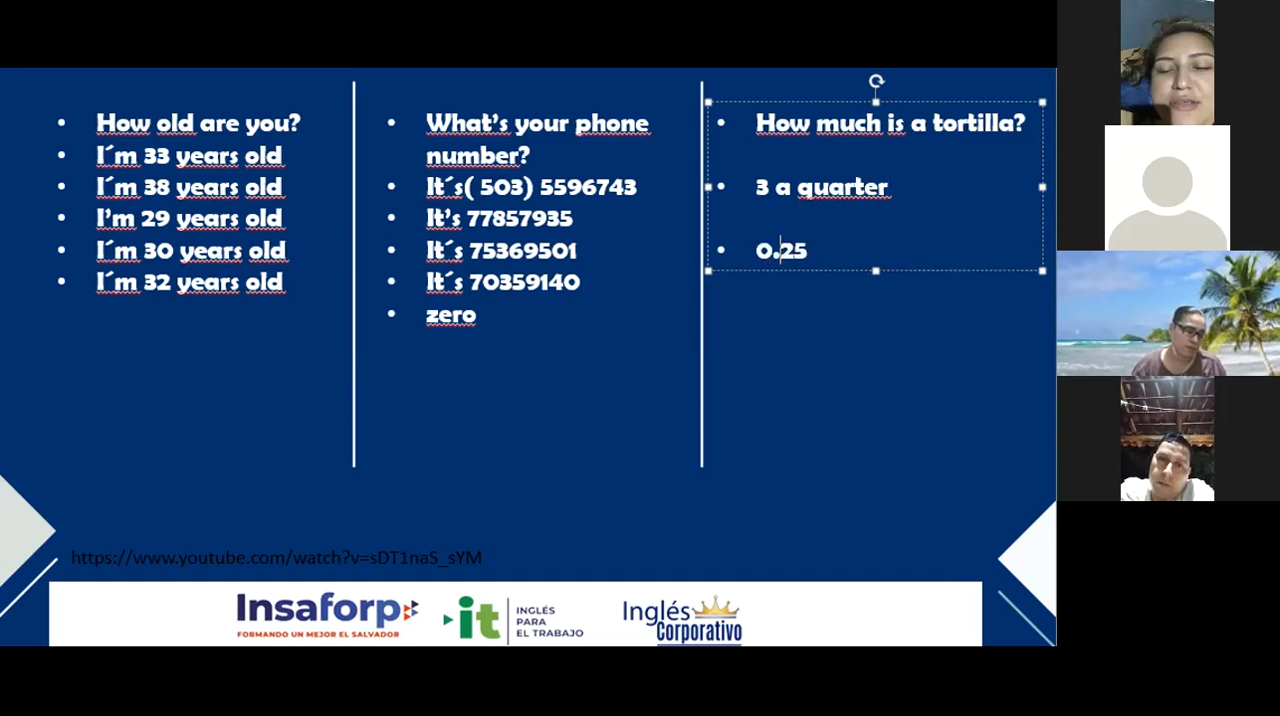 How old are you?
I´m 33 years old
I´m 38 years old
I'm 29 years old
I´m 30 years old
I´m 32 years old
What's your phone
number?
It´s( 503) 5596743
It's 77857935
It´s 75369501
It´s 70359140
zero
How much is a tortilla?
3 a quarter
0.25
https://www.youtube.com/watch?v=sDT1naS_sYM
Insaforp
FORMANDO UN MEJOR EL SALVADOR
it
INGLÉS
PARA
EL TRABAJO
Inglés
Corporativo